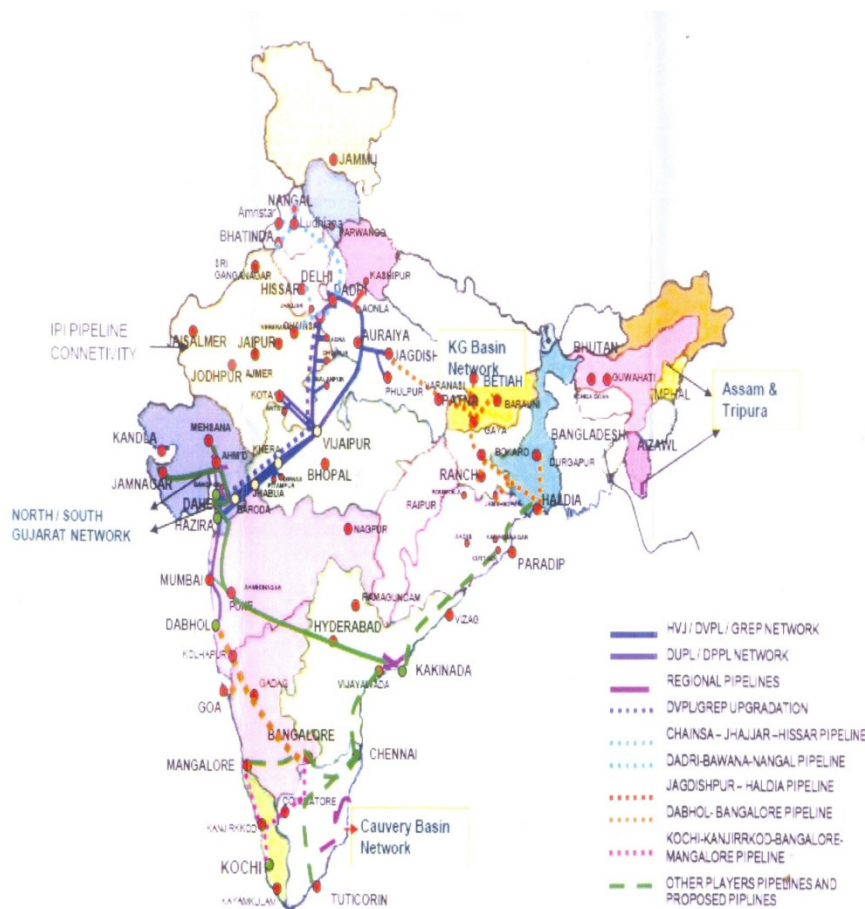 JAMMU
NANGAL
Amristar
Ludhiana
BHATINDA
PARWANOO
SRI
GANGANAGAR
DELHI
KASHIPUR
HISSAR
DADRI
AONLA
IPI PIPELINE
CONNETIVITY
JAISALMER
JAIPUR
AURAIYA
JAGDISH
KG Basin
Network
BHUTAN
JODHPUR
AJMER
PHULPUR
VARANASI
PATNA
BETIAH
BARAUNI
GUWAHATI
Assam &
Tripura
KOTA
GAYA
MEHSANA
VIJAIPUR
BANGLADESH
AIZAWL
KANDLA
KHERA
AHM'D
BHOPAL
BOKARO
DURGAPUR
JAMNAGAR
RANCHI
JHABUA
RAIPUR
HALDIA
NORTH / SOUTH
GUJARAT NETWORK
BARODA
HAZIRA
NAGPUR
PARADIP
MUMBAI
AHMEDNAGAR
PUNE
RAMAGUNDAM
DABHOL
HYDERABAD
VIZAG
KOLHAPUR
VIJAYAWADA
KAKINADA
GOA
GADAG
BANGALORE
CHENNAI
MANGALORE
KANJIRKKOD
Cauvery Basin
Network
KOCHI
KAYAMKULAM
TUTICORIN
HVJ / DVPL / GREP NETWORK
DUPL / DPPL NETWORK
REGIONAL PIPELINES
DVPL/GREP UPGRADATION
CHAINSA – JHAJJAR –HISSAR PIPELINE
DADRI-BAWANA-NANGAL PIPELINE
JAGDISHPUR – HALDIA PIPELINE
DABHOL- BANGALORE PIPELINE
KOCHI-KANJIRRKOD-BANGALORE-
MANGALORE PIPELINE
OTHER PLAYERS PIPELINES AND
PROPOSED PIPLINES